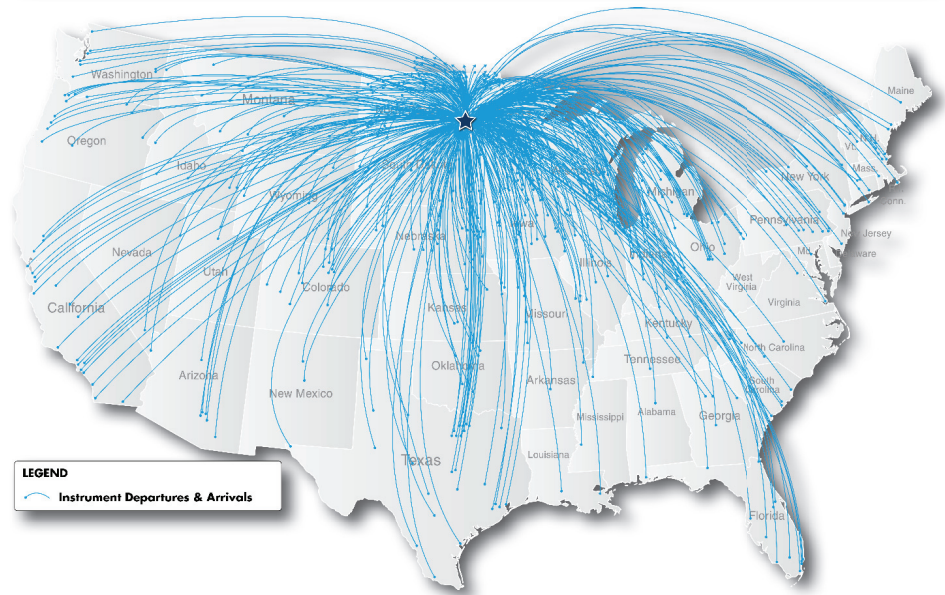 Maine
Washington
Montana
Oregon
N.H.
Vt.
Idaho
South Dakota
Mass.
New York
Michigan
Wyoming
Conn.
Pennsylvania
Iowa
Nebraska
New Jersey
Ohio
Nevada
Md.
Delaware
Indiana
Illinois
Utah
West
Virginia
Colorado
California
Kansas
Missouri
Virginia
Kentucky
North Carolina
Tennessee
Oklahoma
Arizona
Arkansas
South
Carolina
New Mexico
Mississippi
Alabama
Georgia
Louisiana
Texas
LEGEND
Instrument Departures & Arrivals
Florida